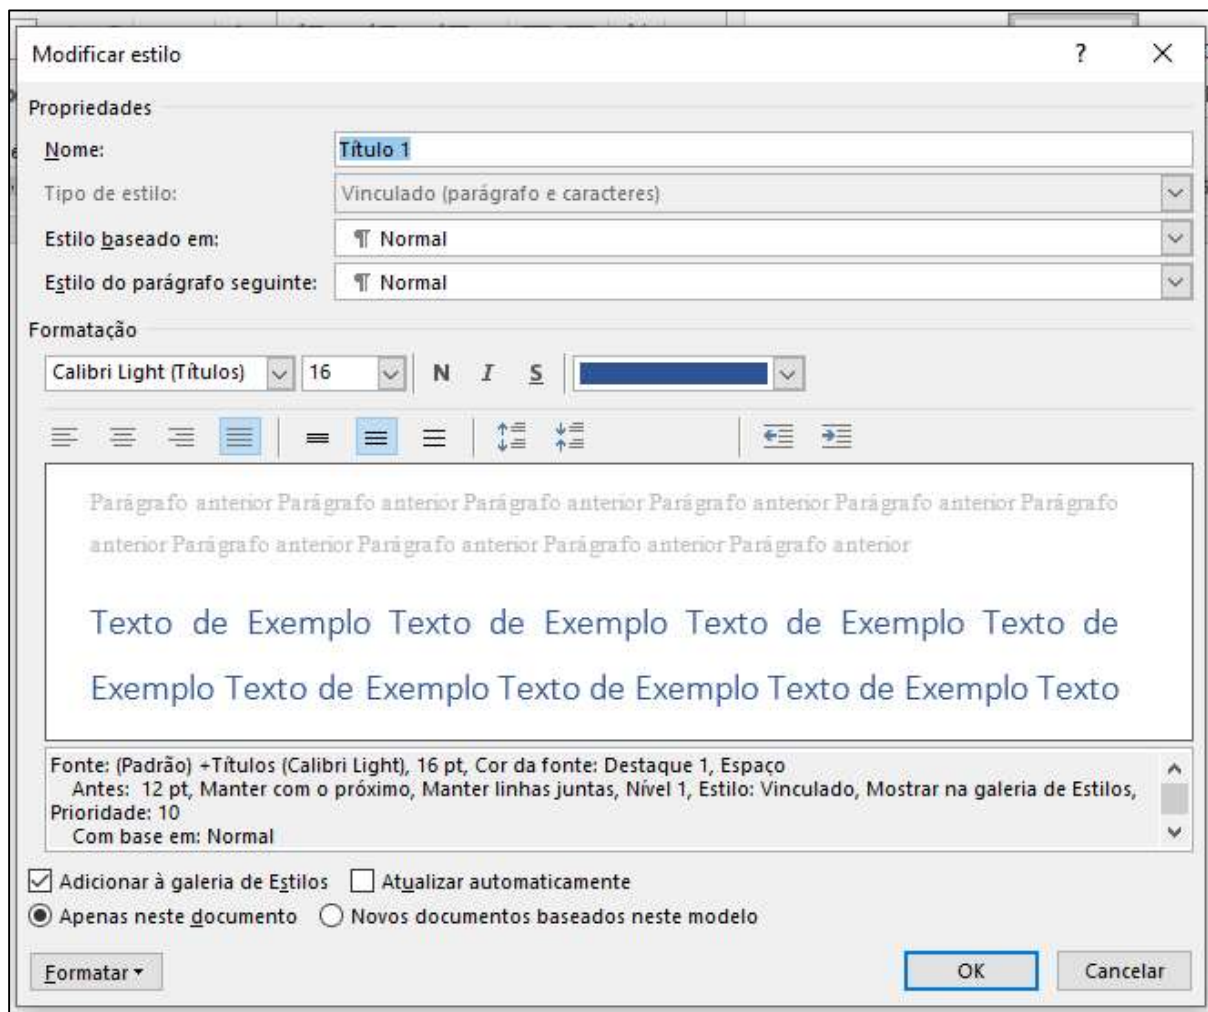 Modificar estilo ?
Propriedades
Nome: Título 1
Tipo de estilo: Vinculado (parágrafo e caracteres)
Estilo baseado em: ¶ Normal
Estilo do parágrafo seguinte: ¶ Normal
Formatação
Calibri Light (Títulos) 16 N I S
Parágrafo anterior Parágrafo anterior Parágrafo anterior Parágrafo anterior Parágrafo anterior Parágrafo
anterior Parágrafo anterior Parágrafo anterior Parágrafo anterior Parágrafo anterior
Texto de Exemplo Texto de Exemplo Texto de Exemplo Texto de
Exemplo Texto de Exemplo Texto de Exemplo Texto de Exemplo Texto
Fonte: (Padrão) +Títulos (Calibri Light), 16 pt, Cor da fonte: Destaque 1, Espaço
Antes: 12 pt, Manter com o próximo, Manter linhas juntas, Nível 1, Estilo: Vinculado, Mostrar na galeria de Estilos,
Prioridade: 10
Com base em: Normal
Adicionar à galeria de Estilos Atualizar automaticamente
Apenas neste documento Novos documentos baseados neste modelo
Formatar OK Cancelar